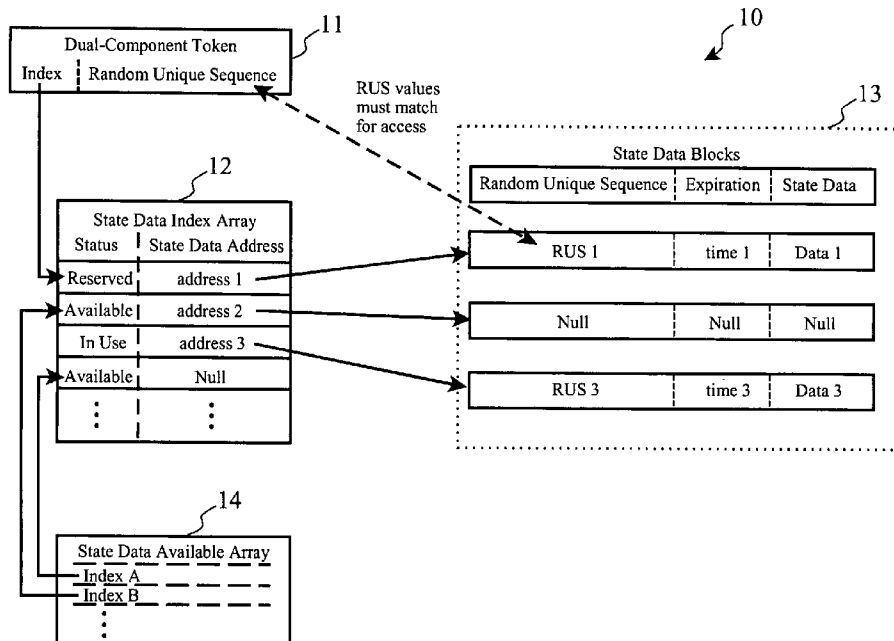 11
10
Dual-Component Token
Index Random Unique Sequence
RUS values
must match
for access
13
12
State Data Blocks
Random Unique Sequence Expiration State Data
RUS 1 time 1 Data 1
Null Null Null
RUS 3 time 3 Data 3
State Data Index Array
Status State Data Address
Reserved address 1
Available address 2
In Use address 3
Available Null
14
State Data Available Array
Index A
Index B